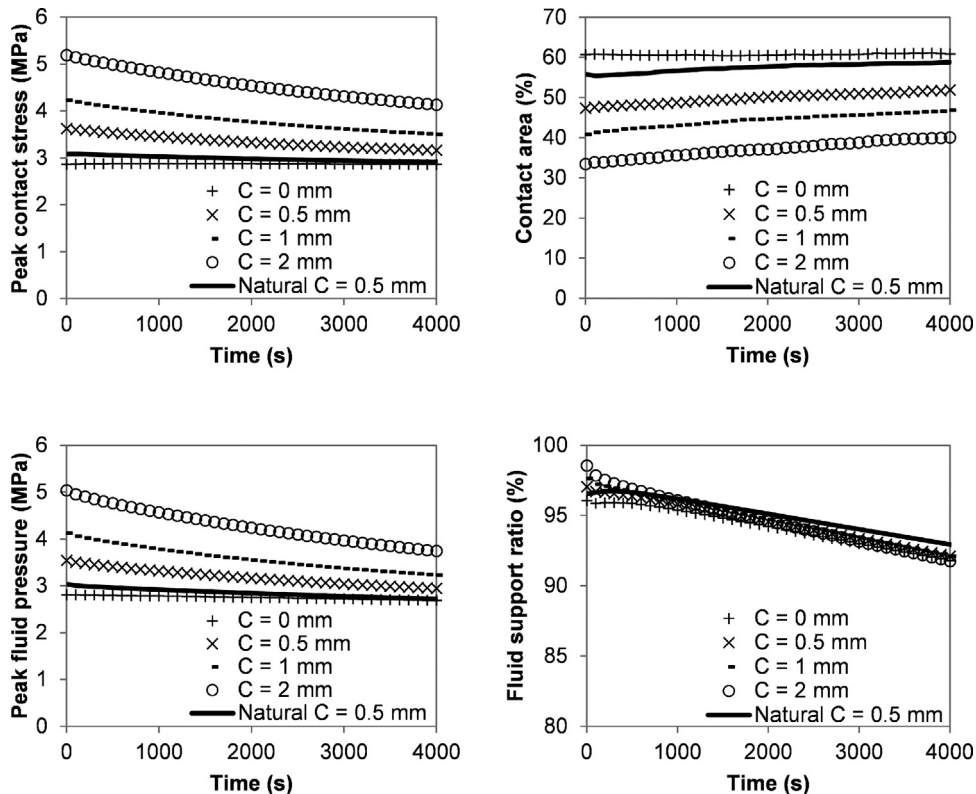 Peak contact stress (MPa)
6
5
4
3
2
1
0
+ C = 0 mm
× C = 0.5 mm
- C = 1 mm
○ C = 2 mm
Natural C = 0.5 mm
0 1000 2000 3000 4000
Time (s)
Contact area (%)
70
60
50
40
30
20
10
0
+ C = 0 mm
× C = 0.5 mm
- C = 1 mm
○ C = 2 mm
Natural C = 0.5 mm
0 1000 2000 3000 4000
Time (s)
Peak fluid pressure (MPa)
6
5
4
3
2
1
0
+ C = 0 mm
× C = 0.5 mm
- C = 1 mm
○ C = 2 mm
Natural C = 0.5 mm
0 1000 2000 3000 4000
Time (s)
Fluid support ratio (%)
100
95
90
85
80
+ C = 0 mm
× C = 0.5 mm
- C = 1 mm
○ C = 2 mm
Natural C = 0.5 mm
0 1000 2000 3000 4000
Time (s)